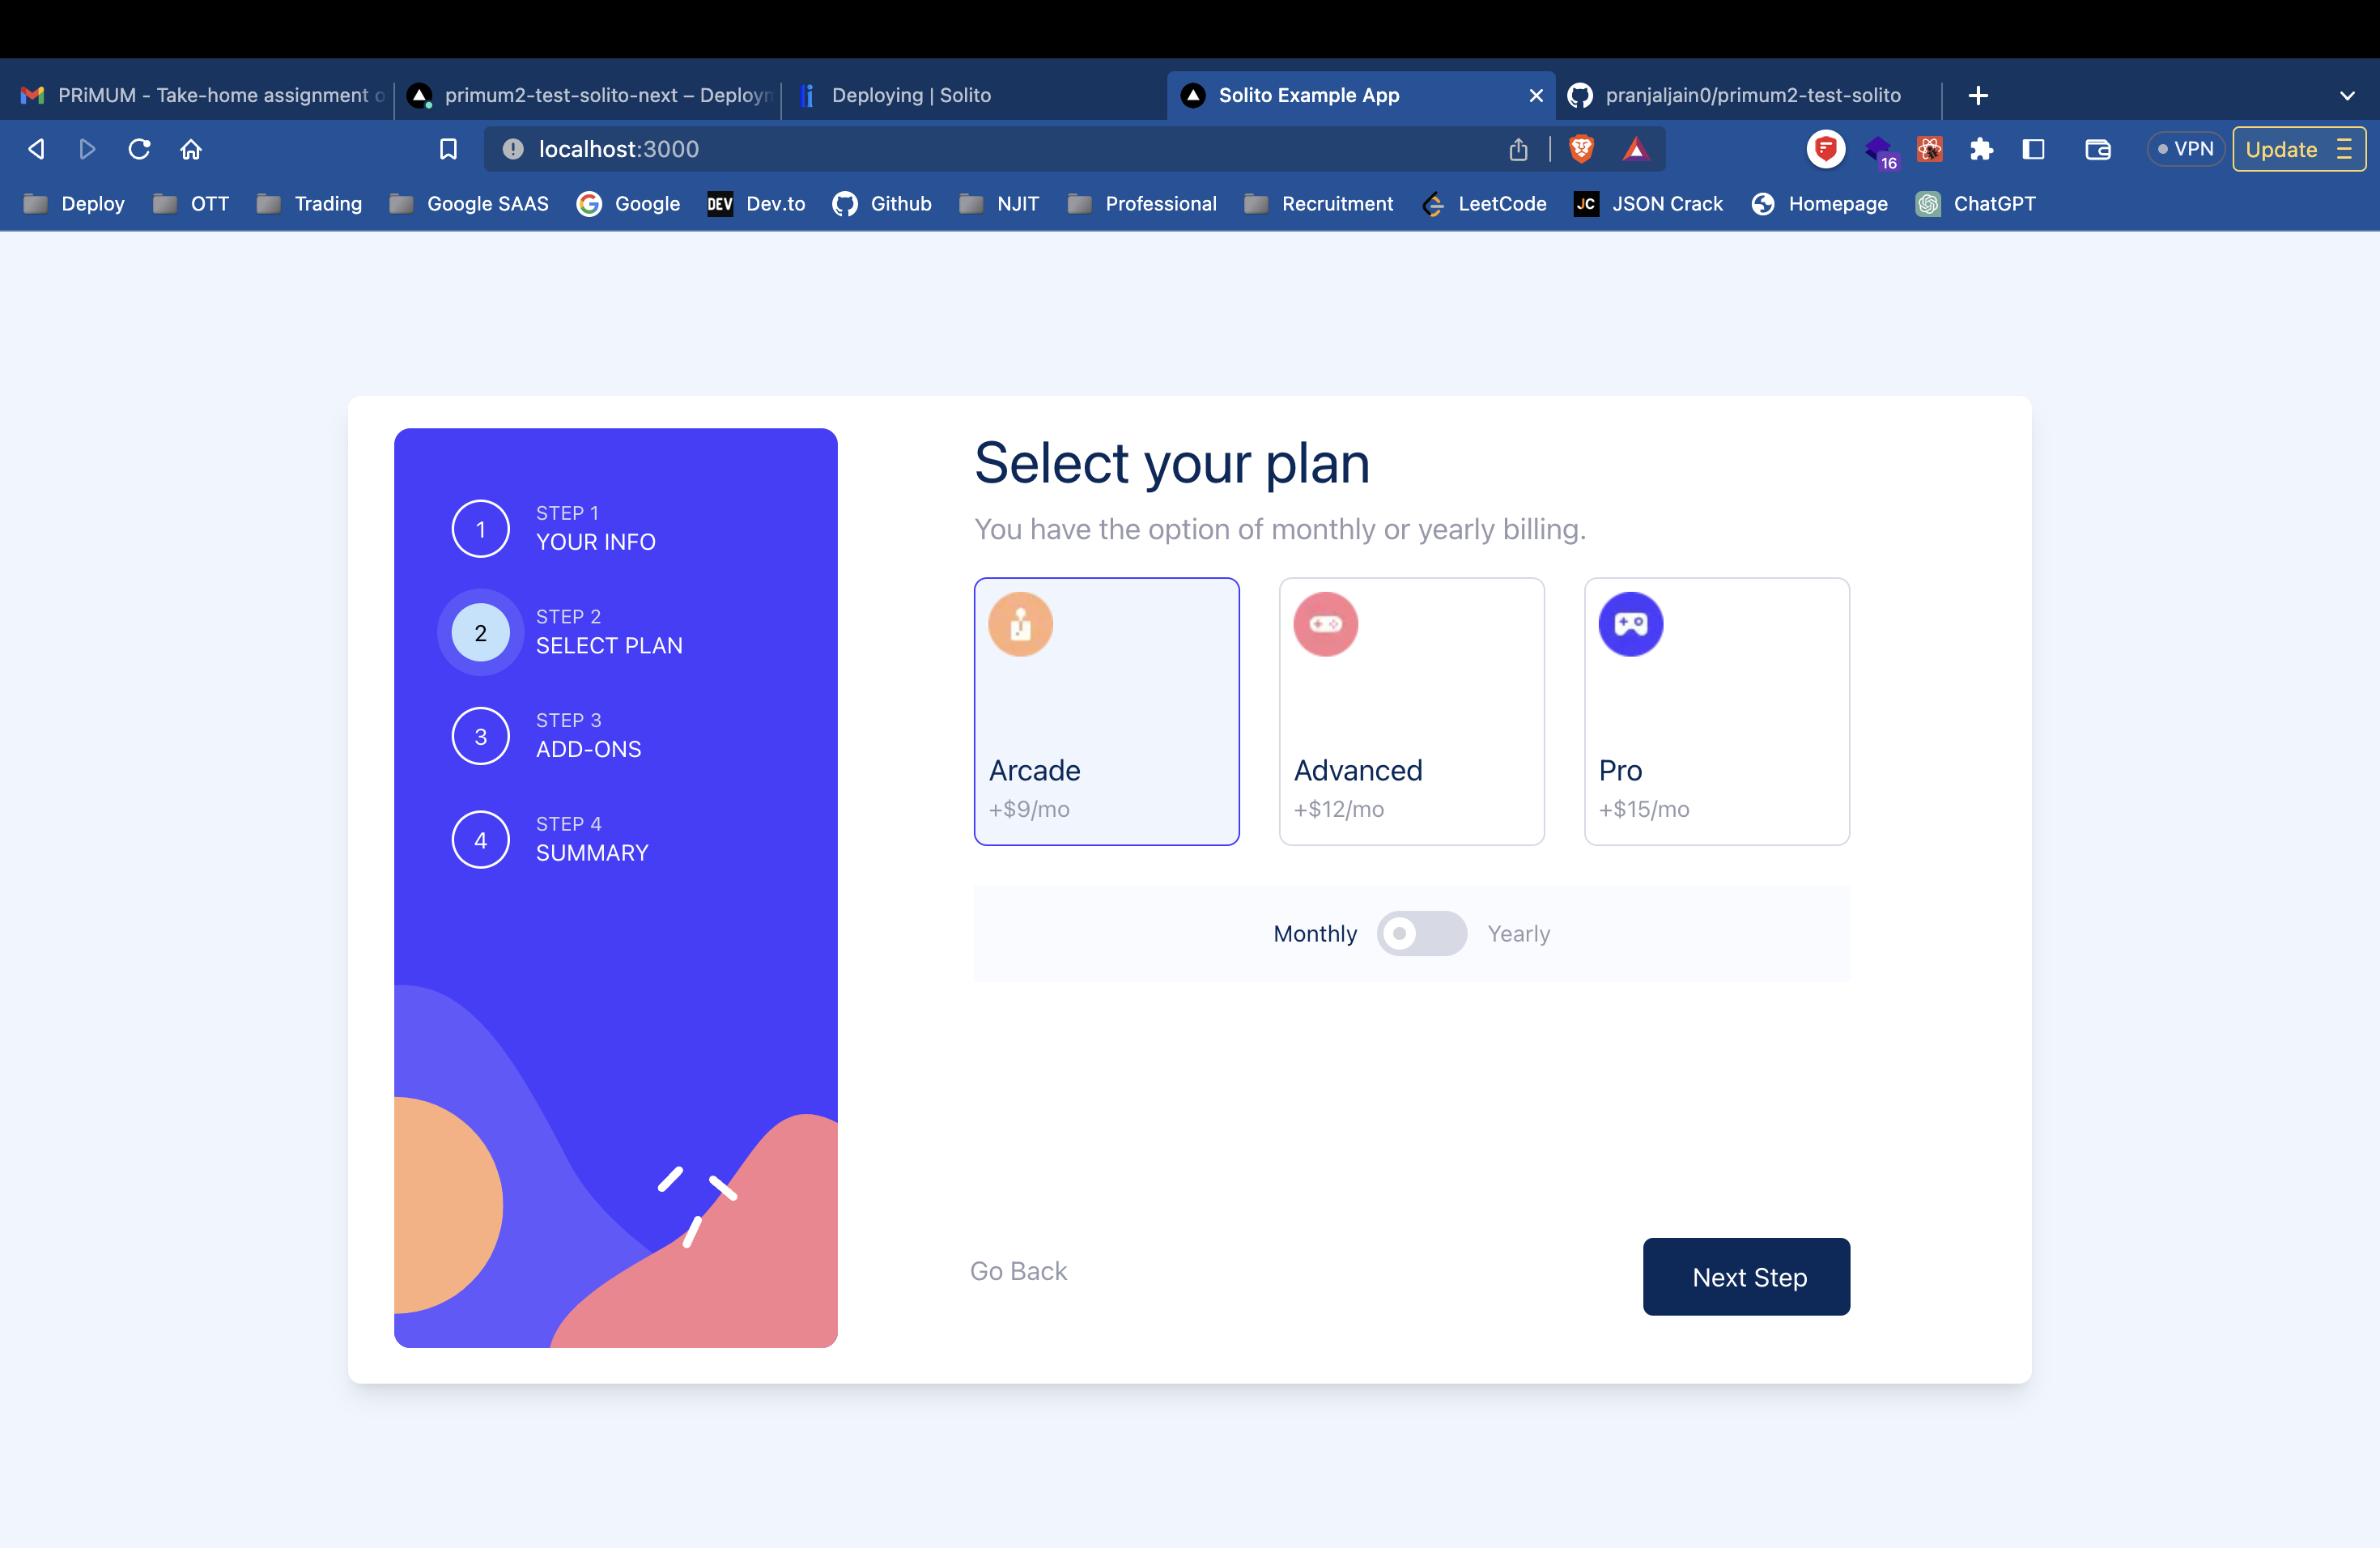 PRiMUM - Take-home assignment o
primum2-test-solito-next – Deploym
Deploying | Solito
Solito Example App
pranjaljain0/primum2-test-solito
localhost:3000
16
VPN
Update
Deploy
OTT
Trading
Google SAAS
Google
DEV
Dev.to
Github
NJIT
Professional
Recruitment
LeetCode
JC
JSON Crack
Homepage
ChatGPT
1
STEP 1
YOUR INFO
2
STEP 2
SELECT PLAN
3
STEP 3
ADD-ONS
4
STEP 4
SUMMARY
Select your plan
You have the option of monthly or yearly billing.
Arcade
+$9/mo
Advanced
+$12/mo
Pro
+$15/mo
Monthly
Yearly
Go Back
Next Step